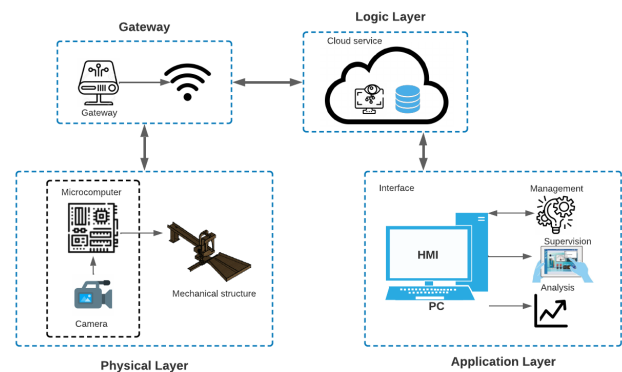 Gateway
Gateway
Logic Layer
Cloud service
Microcomputer
Camera
Mechanical structure
Physical Layer
Interface
HMI
PC
Management
Supervision
Analysis
Application Layer